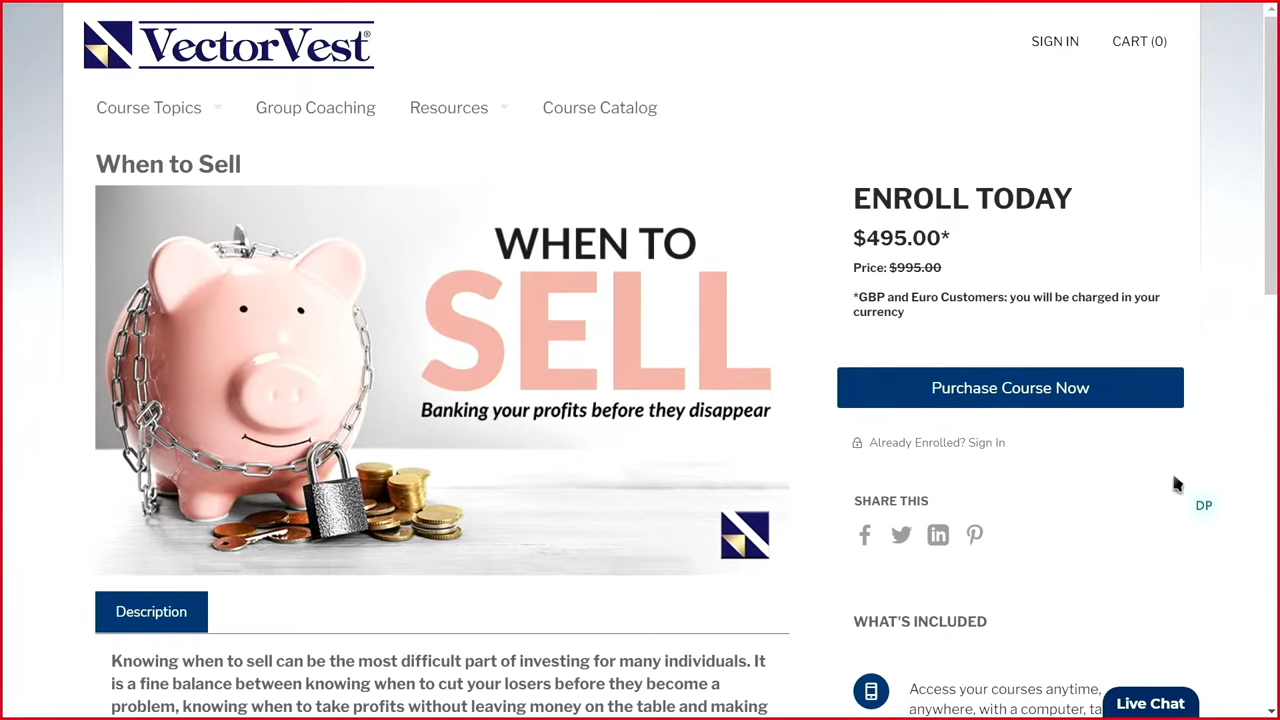 VectorVest®
SIGN IN
CART (0)
Course Topics
Group Coaching
Resources
Course Catalog
When to Sell
WHEN TO
SELL
Banking your profits before they disappear
ENROLL TODAY
$495.00*
Price: $995.00
*GBP and Euro Customers: you will be charged in your
currency
Purchase Course Now
Already Enrolled? Sign In
SHARE THIS
DP
Description
Knowing when to sell can be the most difficult part of investing for many individuals. It
is a fine balance between knowing when to cut your losers before they become a
problem, knowing when to take profits without leaving money on the table and making
WHAT'S INCLUDED
Access your courses anytime,
anywhere, with a computer, ta
Live Chat